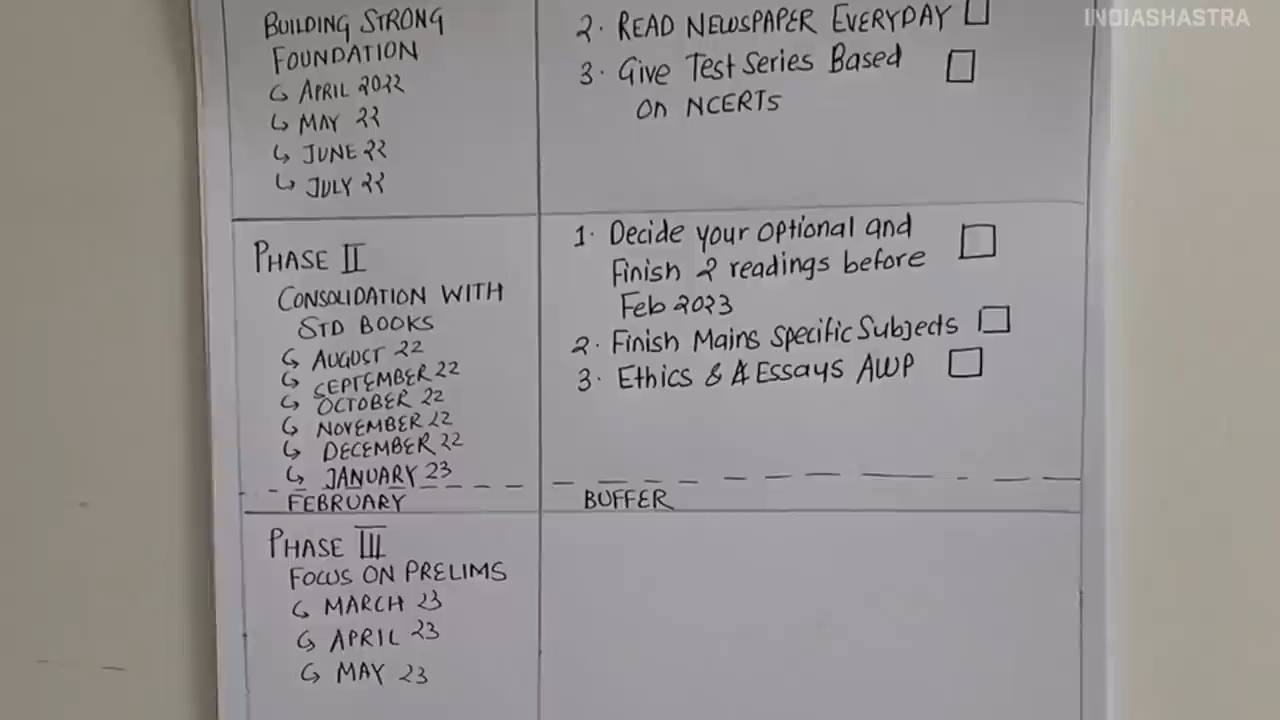 INDIASHASTRA
BUILDING STRONG
FOUNDATION
APRIL 2022
MAY 22
JUNE 22
JULY 22
2. READ NEWSPAPER EVERYDAY
3. Give Test Series Based
on NCERTs
PHASE II
CONSOLIDATION WITH
STD BOOKS
AUGUST 22
SEPTEMBER 22
OCTOBER 22
NOVEMBER 22
DECEMBER 22
JANUARY 23
1. Decide your optional and
Finish 2 readings before
Feb 2023
2. Finish Mains Specific Subjects
3. Ethics & 4 Essays AWP
FEBRUARY
BUFFER
PHASE III
FOCUS ON PRELIMS
MARCH 23
APRIL 23
MAY 23